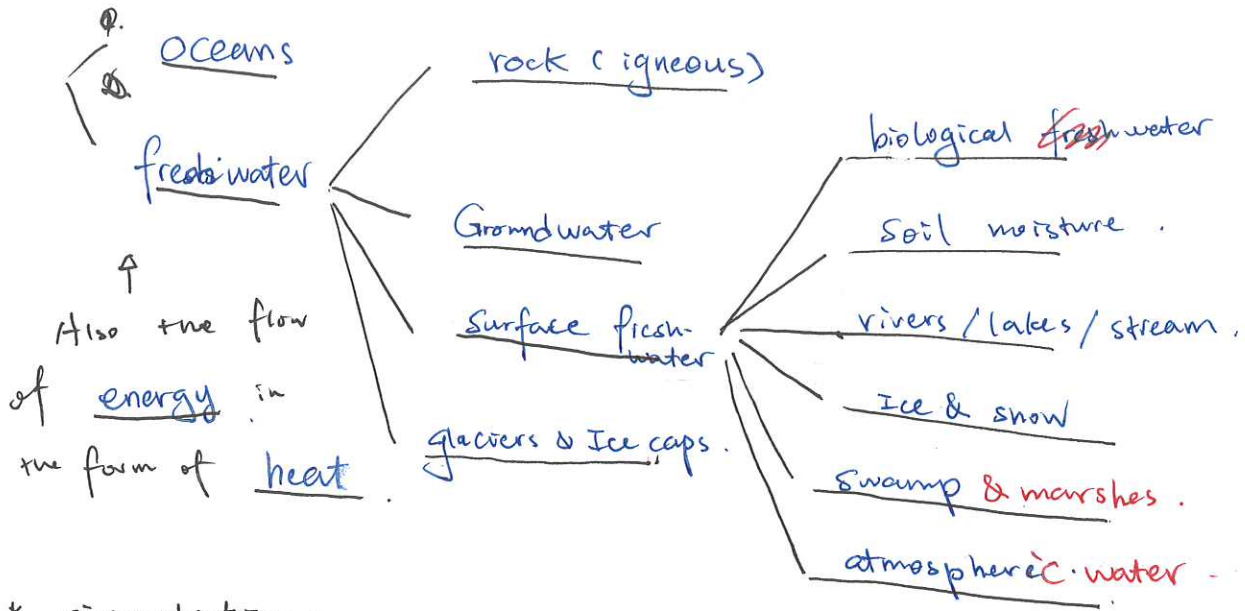 Oceans
freshwater
↑
Also the flow
of energy in
the form of heat.
rock (igneous)
Groundwater
Surface fresh-
water
glaciers & Ice caps.
biological water
Soil moisture.
rivers/lakes/stream.
Ice & snow
swamp & marshes.
atmospheric water